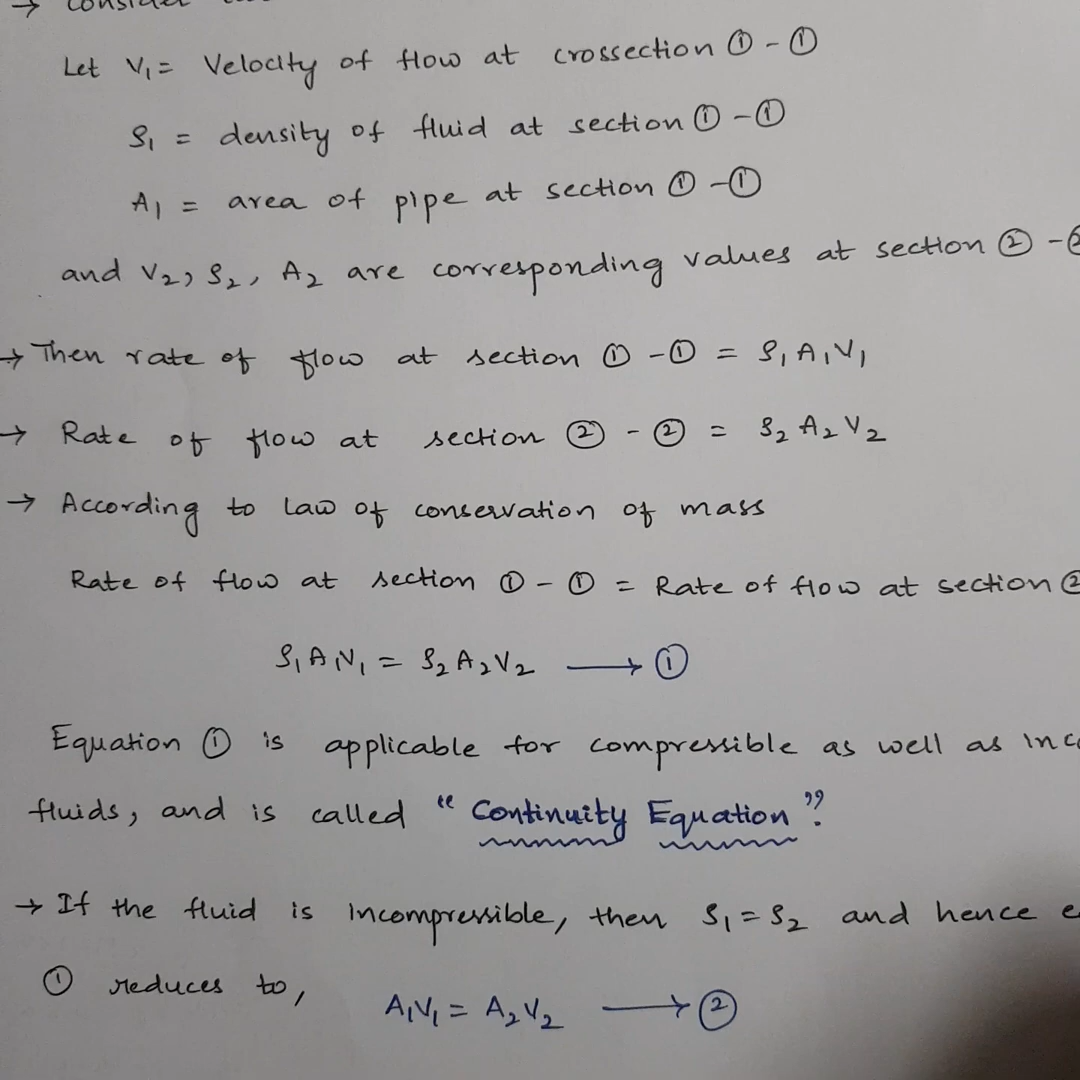 → Consider
Let V₁ = Velocity of flow at crossection ①-①
ρ₁ = density of fluid at section ①-①
A₁ = area of pipe at section ①-①
and V₂, ρ₂, A₂ are corresponding values at section ②-②
→ Then rate of flow at section ①-① = ρ₁A₁V₁
→ Rate of flow at section ②-② = ρ₂A₂V₂
→ According to law of conservation of mass
Rate of flow at section ①-① = Rate of flow at section ②
ρ₁A₁V₁ = ρ₂A₂V₂ → ①
Equation ① is applicable for compressible as well as inco
fluids, and is called "Continuity Equation".
→ If the fluid is incompressible, then ρ₁ = ρ₂ and hence e
① reduces to,
A₁V₁ = A₂V₂ → ②